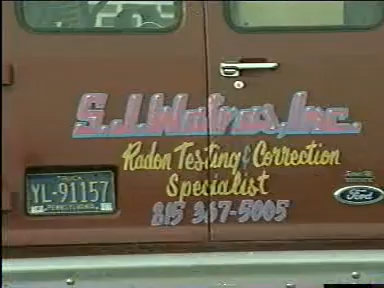 S.J. Watras, Inc.
Radon Testing & Correction
Specialist
815 367-5005
TRUCK
YL-91157
PENNSYLVANIA
Ford